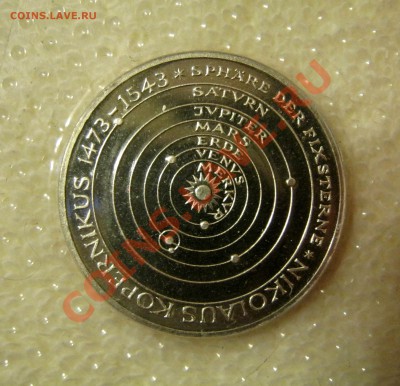 COINS.LAVE.RU
NIKOLAUS KOPERNIKUS 1473–1543 * SPHÄRE DER FIXSTERNE *
SATVRN
JVPITER
MARS
ERDE
VENVS
MERKVR
COINS.LAVE.RU